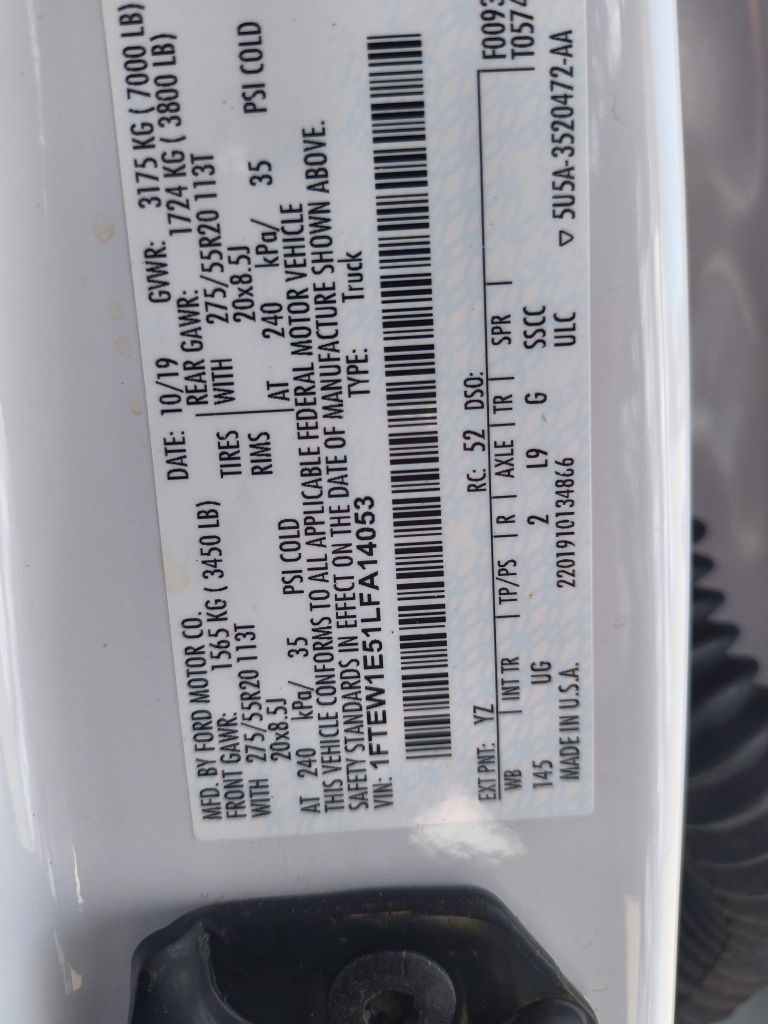 MFD. BY FORD MOTOR CO.
DATE: 10/19 GVWR: 3175 KG ( 7000 LB)
FRONT GAWR: 1565 KG ( 3450 LB)
REAR GAWR: 1724 KG ( 3800 LB)
WITH 275/55R20 113T TIRES WITH 275/55R20 113T
20x8.5J RIMS 20x8.5J
AT 240 kPa/ 35 PSI COLD AT 240 kPa/ 35 PSI COLD
THIS VEHICLE CONFORMS TO ALL APPLICABLE FEDERAL MOTOR VEHICLE
SAFETY STANDARDS IN EFFECT ON THE DATE OF MANUFACTURE SHOWN ABOVE.
VIN: 1FTEW1E51LFA14053 TYPE: Truck
F0093
T0574
EXT PNT: YZ RC: 52 DSO:
WB INT TR TP/PS R AXLE TR SPR
145 UG 2 L9 G SSCC
MADE IN U.S.A. 2201910134866 ULC
▽ 5U5A-3520472-AA